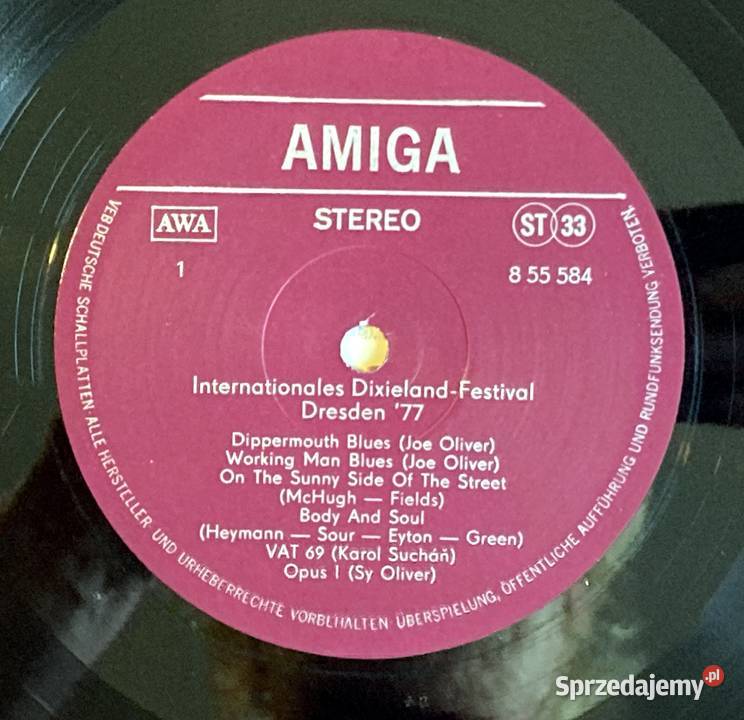 AMIGA
AWA
STEREO
ST 33
1
8 55 584
Internationales Dixieland-Festival
Dresden '77
Dippermouth Blues (Joe Oliver)
Working Man Blues (Joe Oliver)
On The Sunny Side Of The Street
(McHugh — Fields)
Body And Soul
(Heymann — Sour — Eyton — Green)
VAT 69 (Karol Sucháň)
Opus I (Sy Oliver)
VEB DEUTSCHE SCHALLPLATTEN · ALLE HERSTELLER- UND URHEBERRECHTE VORBEHALTEN · ÜBERSPIELUNG, ÖFFENTLICHE AUFFÜHRUNG UND RUNDFUNKSENDUNG VERBOTEN.
Sprzedajemy.pl